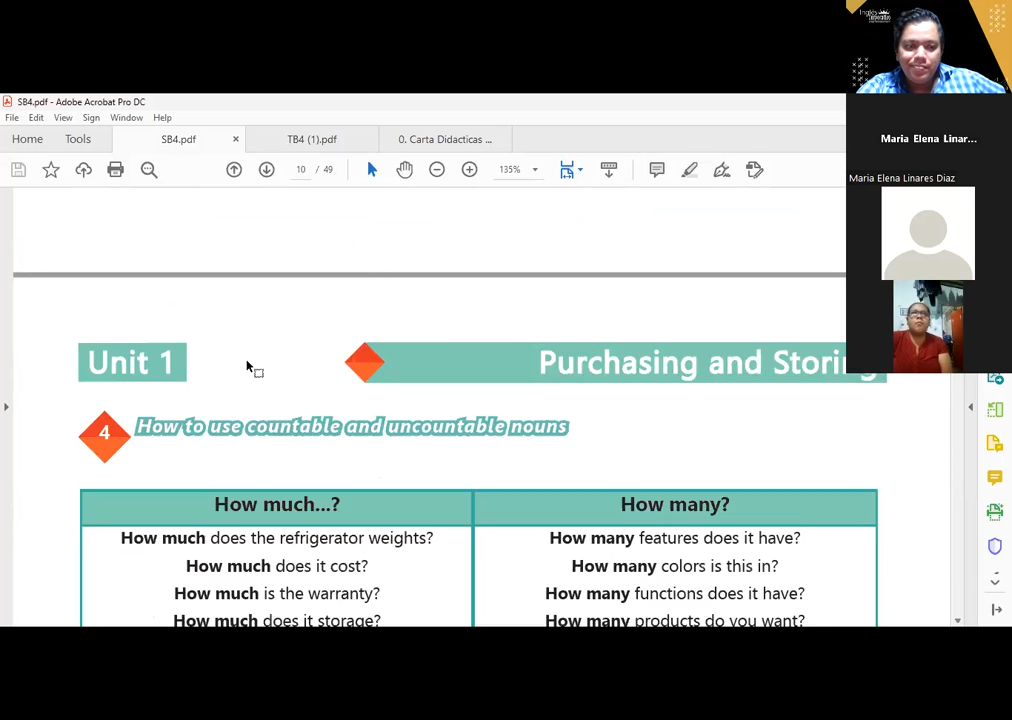 Inglés
Corporativo
SB4.pdf - Adobe Acrobat Pro DC
File Edit View Sign Window Help
Home Tools SB4.pdf × TB4 (1).pdf 0. Carta Didacticas ...
10 / 49 135%
Maria Elena Linar...
Maria Elena Linares Diaz
Unit 1
Purchasing and Storing
4
How to use countable and uncountable nouns
How much...? How many?
How much does the refrigerator weights? How many features does it have?
How much does it cost? How many colors is this in?
How much is the warranty? How many functions does it have?
How much does it storage? How many products do you want?